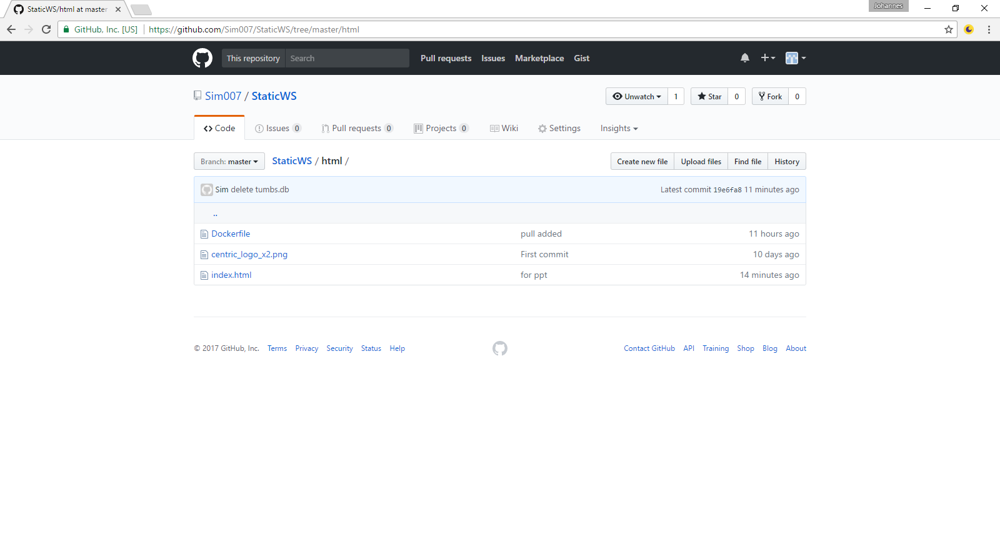 StaticWS/html at master
Johannes
GitHub, Inc. [US] https://github.com/Sim007/StaticWS/tree/master/html
This repository Search Pull requests Issues Marketplace Gist
Sim007 / StaticWS Unwatch 1 Star 0 Fork 0
Code Issues 0 Pull requests 0 Projects 0 Wiki Settings Insights
Branch: master StaticWS / html / Create new file Upload files Find file History
Sim delete tumbs.db Latest commit 19e6fa8 11 minutes ago
..
Dockerfile pull added 11 hours ago
centric_logo_x2.png First commit 10 days ago
index.html for ppt 14 minutes ago
© 2017 GitHub, Inc. Terms Privacy Security Status Help Contact GitHub API Training Shop Blog About